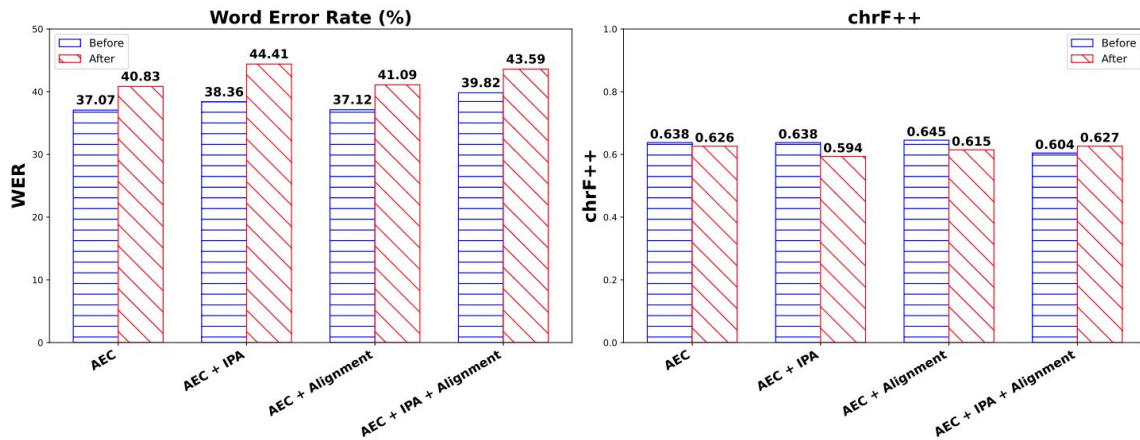 Word Error Rate (%)
50
40
30
20
10
0
WER
Before
After
37.07
40.83
38.36
44.41
37.12
41.09
39.82
43.59
AEC
AEC + IPA
AEC + Alignment
AEC + IPA + Alignment
chrF++
1.0
0.8
0.6
0.4
0.2
0.0
chrF++
Before
After
0.638
0.626
0.638
0.594
0.645
0.615
0.604
0.627
AEC
AEC + IPA
AEC + Alignment
AEC + IPA + Alignment